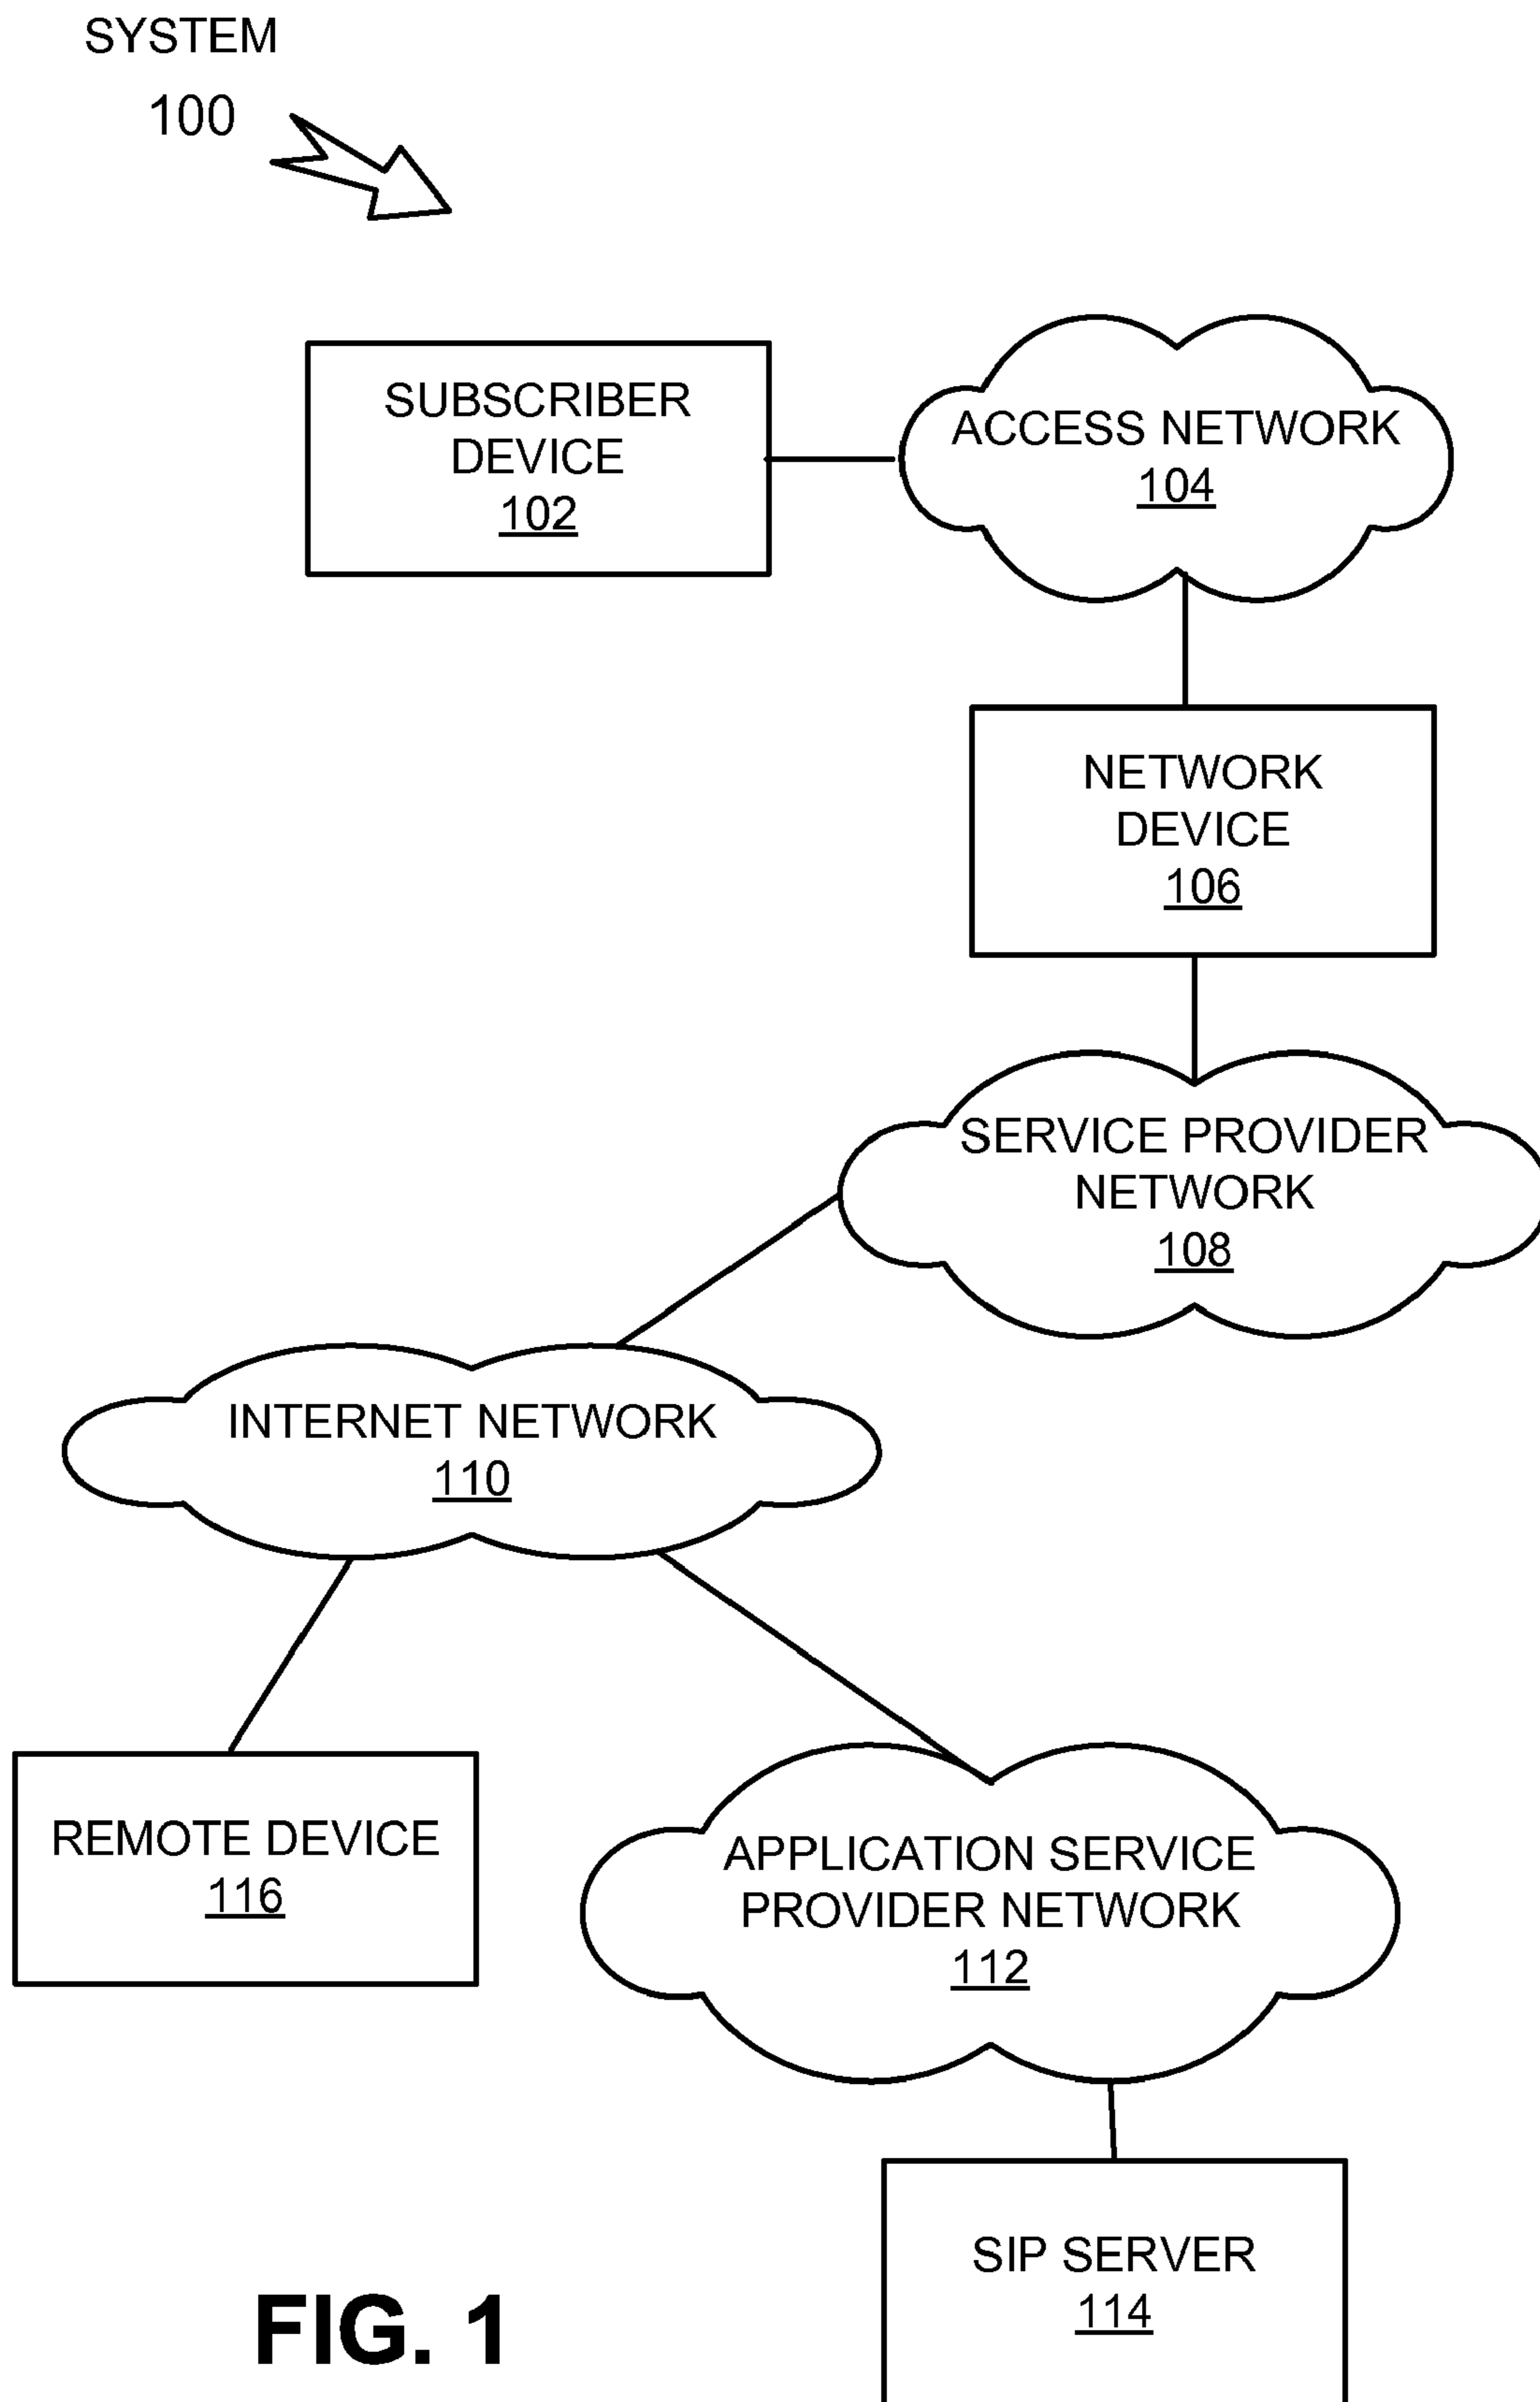 SYSTEM
100
SUBSCRIBER
DEVICE
102
ACCESS NETWORK
104
NETWORK
DEVICE
106
SERVICE PROVIDER
NETWORK
108
INTERNET NETWORK
110
REMOTE DEVICE
116
APPLICATION SERVICE
PROVIDER NETWORK
112
SIP SERVER
114
FIG. 1